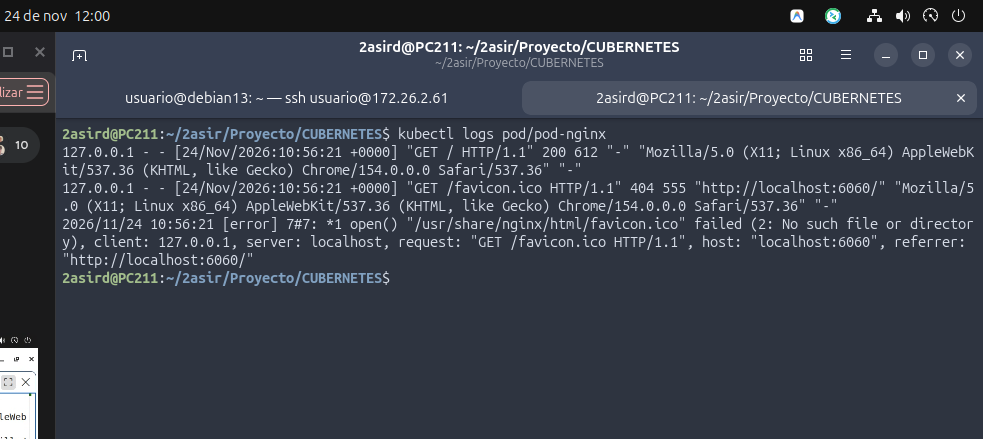 24 de nov 12:00
2asird@PC211: ~/2asir/Proyecto/CUBERNETES
~/2asir/Proyecto/CUBERNETES
lizar
usuario@debian13: ~ — ssh usuario@172.26.2.61
2asird@PC211: ~/2asir/Proyecto/CUBERNETES
10
2asird@PC211:~/2asir/Proyecto/CUBERNETES$ kubectl logs pod/pod-nginx
127.0.0.1 - - [24/Nov/2026:10:56:21 +0000] "GET / HTTP/1.1" 200 612 "-" "Mozilla/5.0 (X11; Linux x86_64) AppleWebK
it/537.36 (KHTML, like Gecko) Chrome/154.0.0.0 Safari/537.36" "-"
127.0.0.1 - - [24/Nov/2026:10:56:21 +0000] "GET /favicon.ico HTTP/1.1" 404 555 "http://localhost:6060/" "Mozilla/5
.0 (X11; Linux x86_64) AppleWebKit/537.36 (KHTML, like Gecko) Chrome/154.0.0.0 Safari/537.36" "-"
2026/11/24 10:56:21 [error] 7#7: *1 open() "/usr/share/nginx/html/favicon.ico" failed (2: No such file or director
y), client: 127.0.0.1, server: localhost, request: "GET /favicon.ico HTTP/1.1", host: "localhost:6060", referrer:
"http://localhost:6060/"
2asird@PC211:~/2asir/Proyecto/CUBERNETES$
leWeb